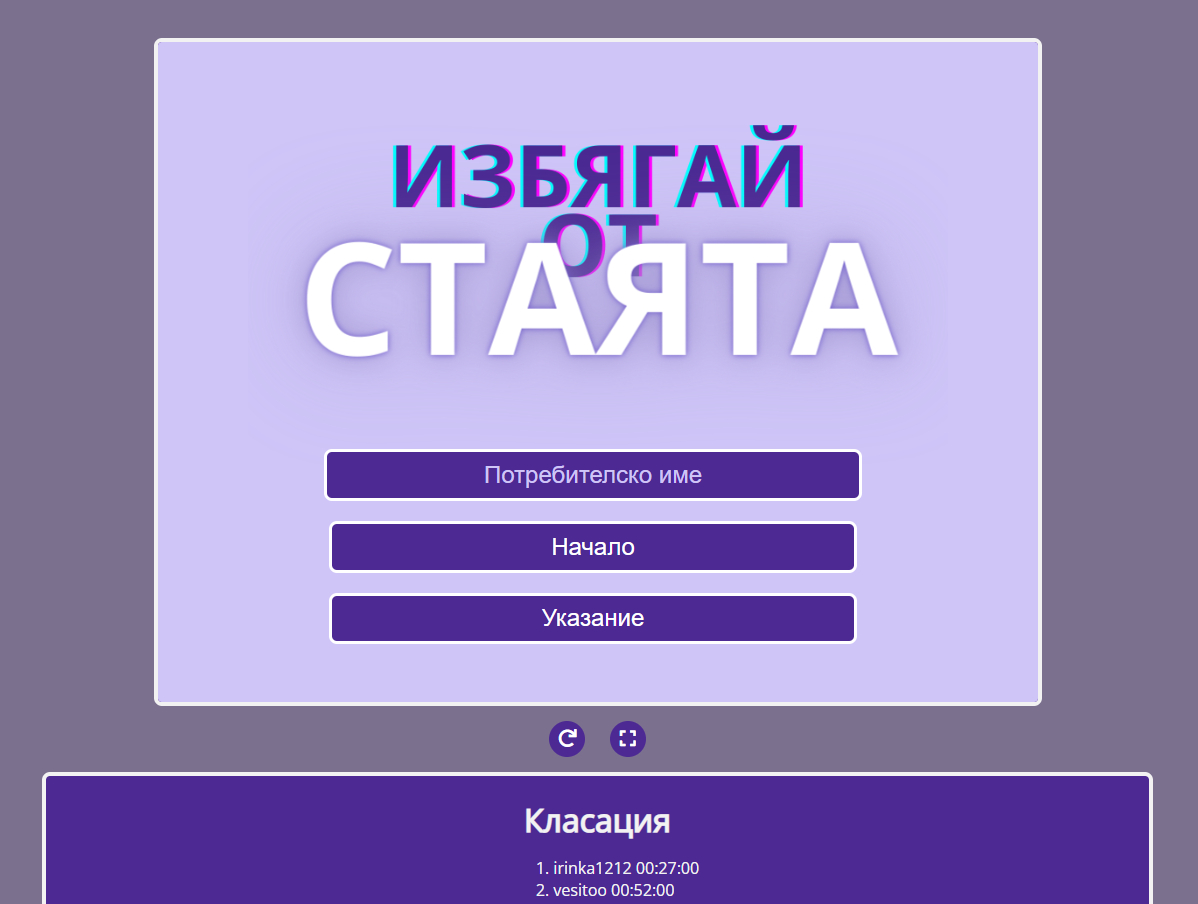 ИЗБЯГАЙ
ОТ
СТАЯТА
Потребителско име
Начало
Указание
Класация
1. irinka1212 00:27:00
2. vesitoo 00:52:00